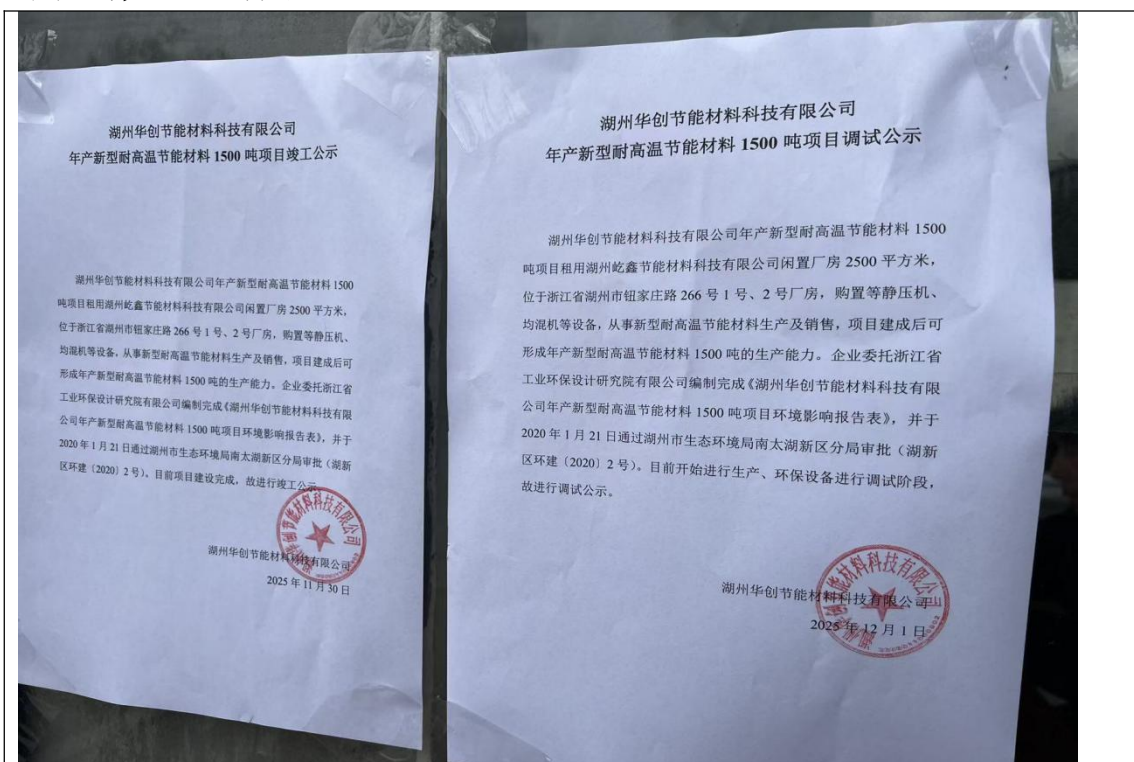 湖州华创节能材料科技有限公司
年产新型耐高温节能材料 1500 吨项目竣工公示
湖州华创节能材料科技有限公司年产新型耐高温节能材料 1500
吨项目租用湖州屹鑫节能材料科技有限公司闲置厂房 2500 平方米，
位于浙江省湖州市钮家庄路 266 号 1 号、2 号厂房，购置等静压机、
均混机等设备，从事新型耐高温节能材料生产及销售，项目建成后可
形成年产新型耐高温节能材料 1500 吨的生产能力。企业委托浙江省
工业环保设计研究院有限公司编制完成《湖州华创节能材料科技有限
公司年产新型耐高温节能材料 1500 吨项目环境影响报告表》，并于
2020 年 1 月 21 日通过湖州市生态环境局南太湖新区分局审批（湖新
区环建〔2020〕2 号）。目前项目建设完成，故进行竣工公示。
湖州华创节能材料科技有限公司
2025 年 11 月 30 日
湖州华创节能材料科技有限公司
年产新型耐高温节能材料 1500 吨项目调试公示
湖州华创节能材料科技有限公司年产新型耐高温节能材料 1500
吨项目租用湖州屹鑫节能材料科技有限公司闲置厂房 2500 平方米，
位于浙江省湖州市钮家庄路 266 号 1 号、2 号厂房，购置等静压机、
均混机等设备，从事新型耐高温节能材料生产及销售，项目建成后可
形成年产新型耐高温节能材料 1500 吨的生产能力。企业委托浙江省
工业环保设计研究院有限公司编制完成《湖州华创节能材料科技有限
公司年产新型耐高温节能材料 1500 吨项目环境影响报告表》，并于
2020 年 1 月 21 日通过湖州市生态环境局南太湖新区分局审批（湖新
区环建〔2020〕2 号）。目前开始进行生产、环保设备进行调试阶段，
故进行调试公示。
湖州华创节能材料科技有限公司
2025 年 12 月 1 日